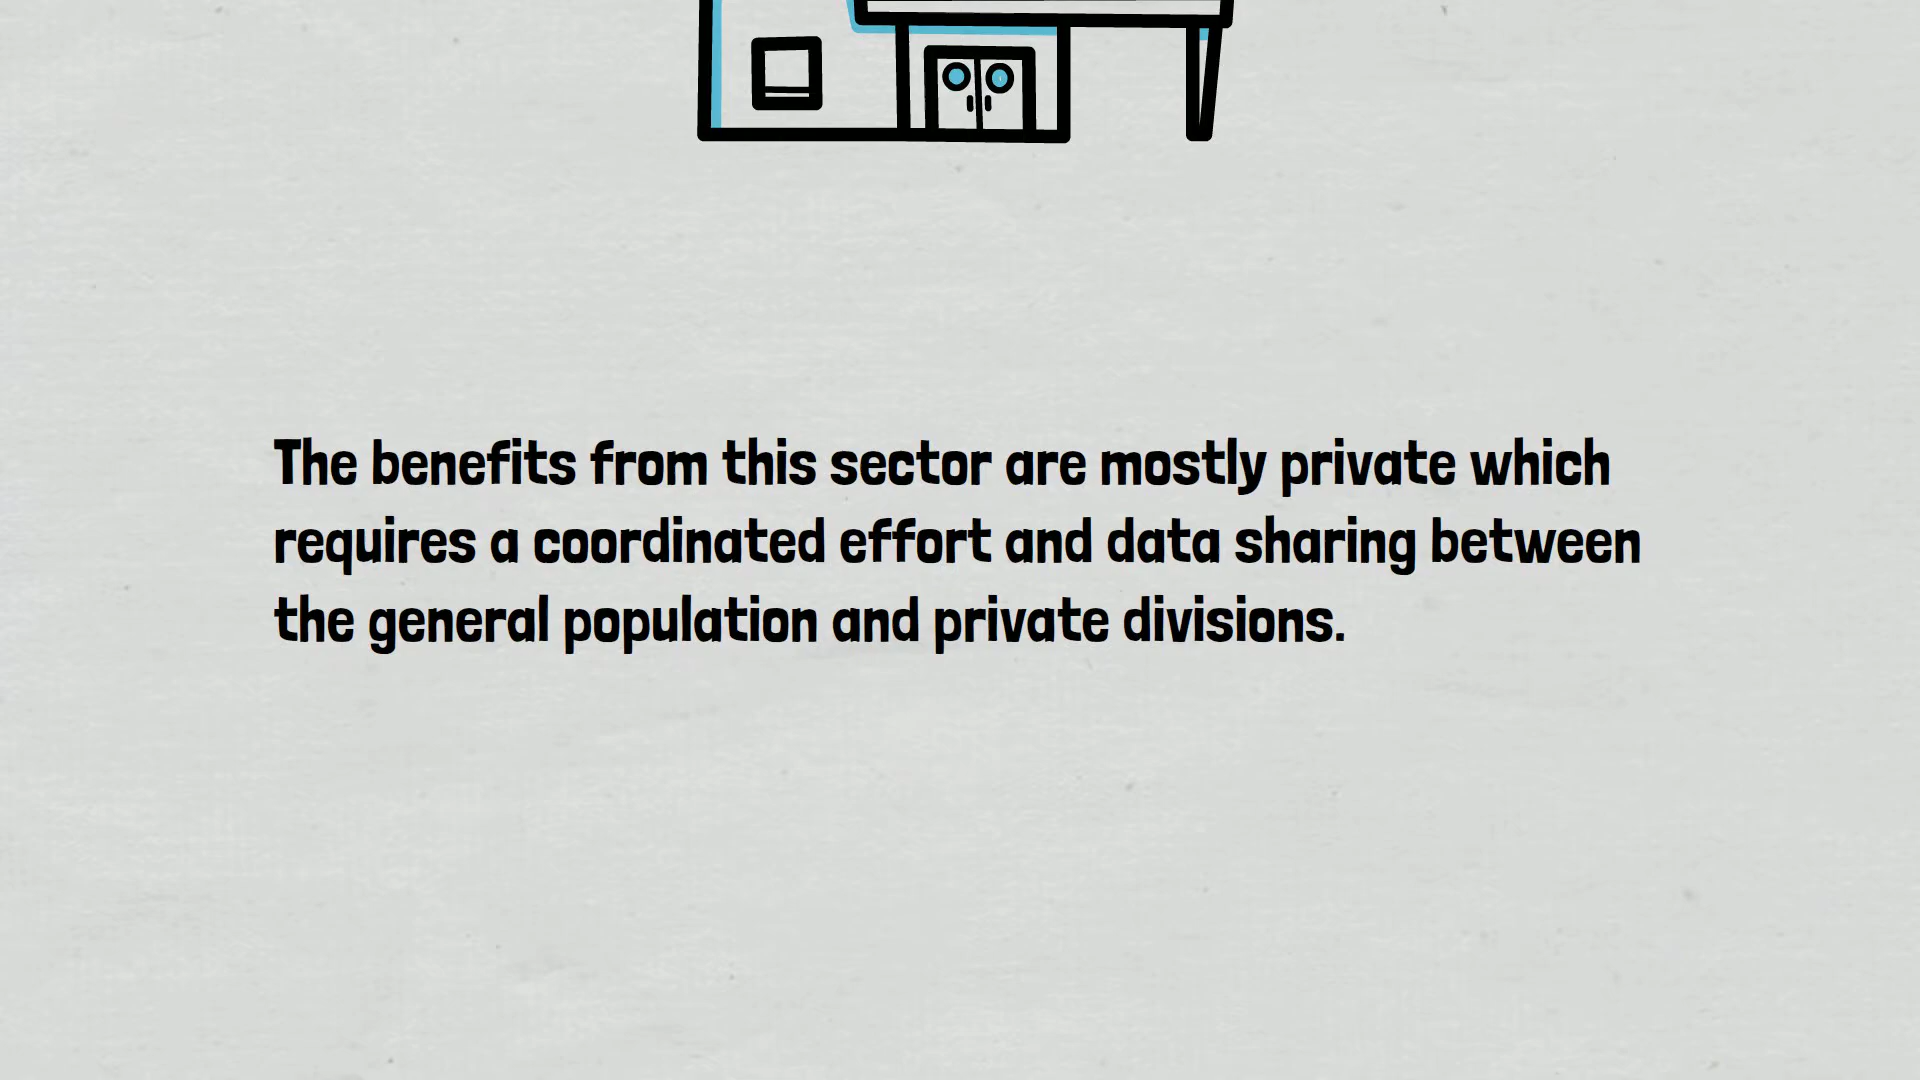 The benefits from this sector are mostly private which
requires a coordinated effort and data sharing between
the general population and private divisions.